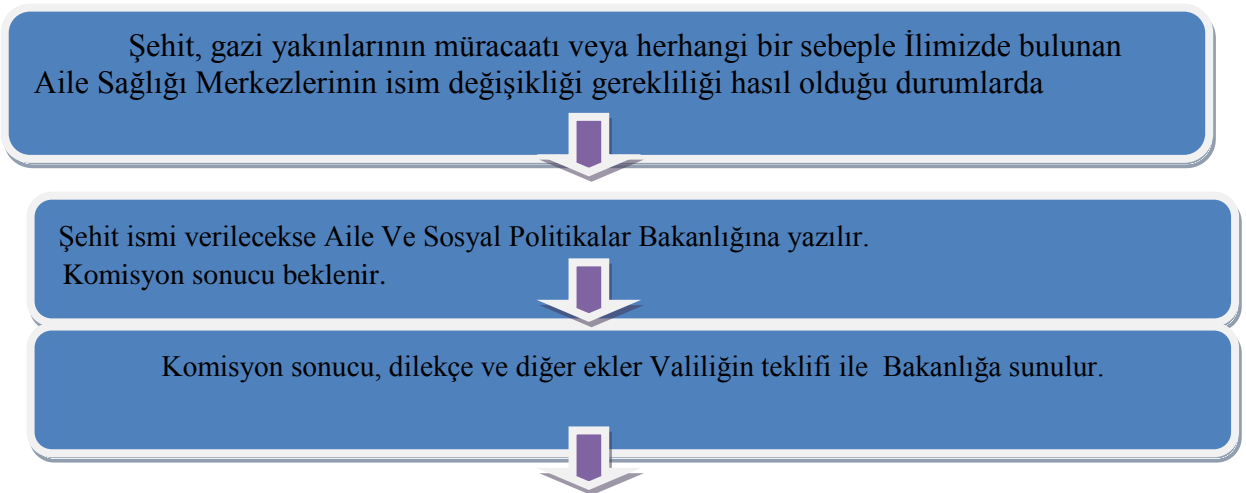 Şehit, gazi yakınlarının müracaatı veya herhangi bir sebeple İlimizde bulunan
Aile Sağlığı Merkezlerinin isim değişikliği gerekliliği hasıl olduğu durumlarda
Şehit ismi verilecekse Aile Ve Sosyal Politikalar Bakanlığına yazılır.
Komisyon sonucu beklenir.
Komisyon sonucu, dilekçe ve diğer ekler Valiliğin teklifi ile Bakanlığa sunulur.